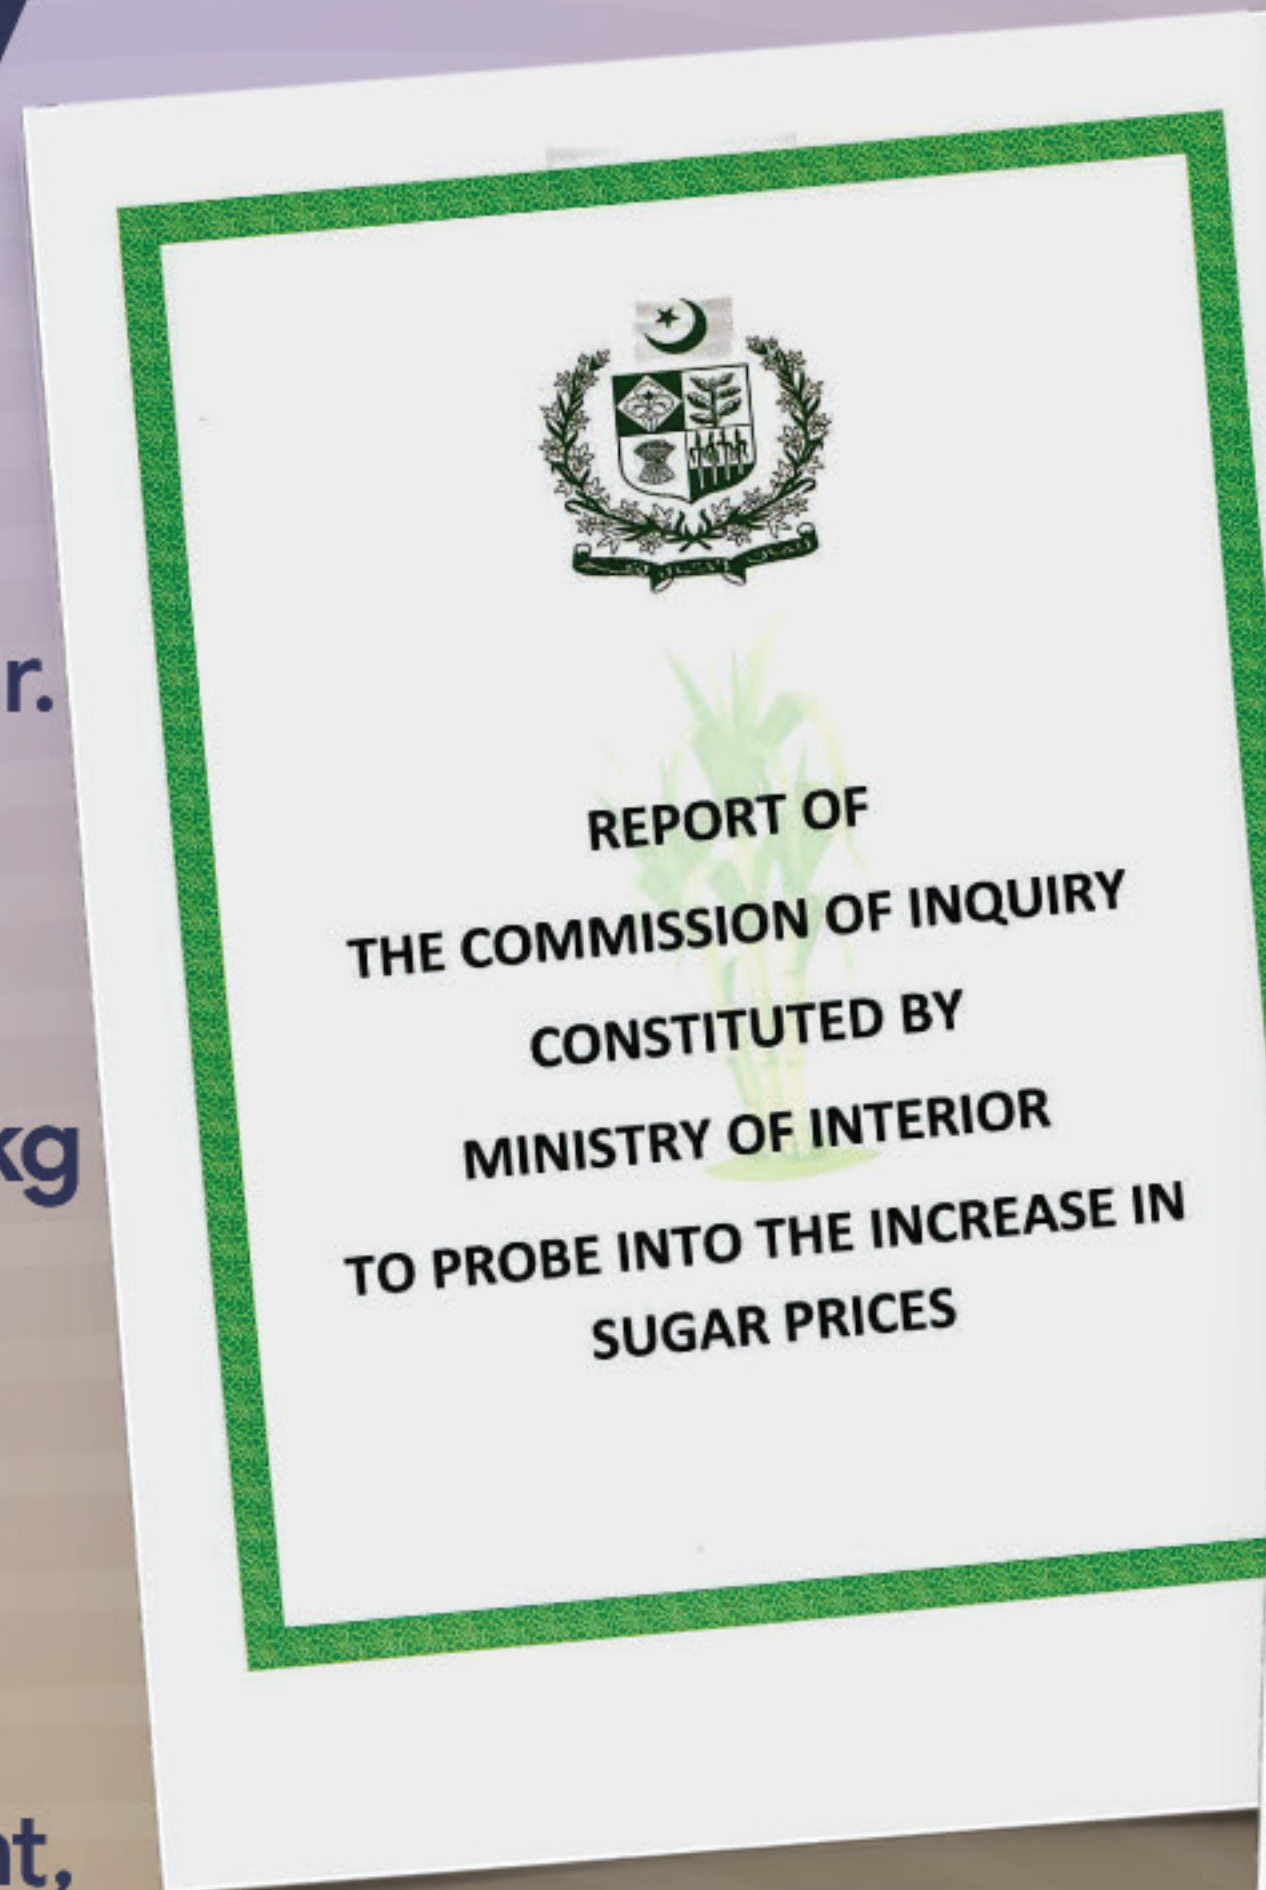 r.
kg
nt,
REPORT OF
THE COMMISSION OF INQUIRY
CONSTITUTED BY
MINISTRY OF INTERIOR
TO PROBE INTO THE INCREASE IN
SUGAR PRICES